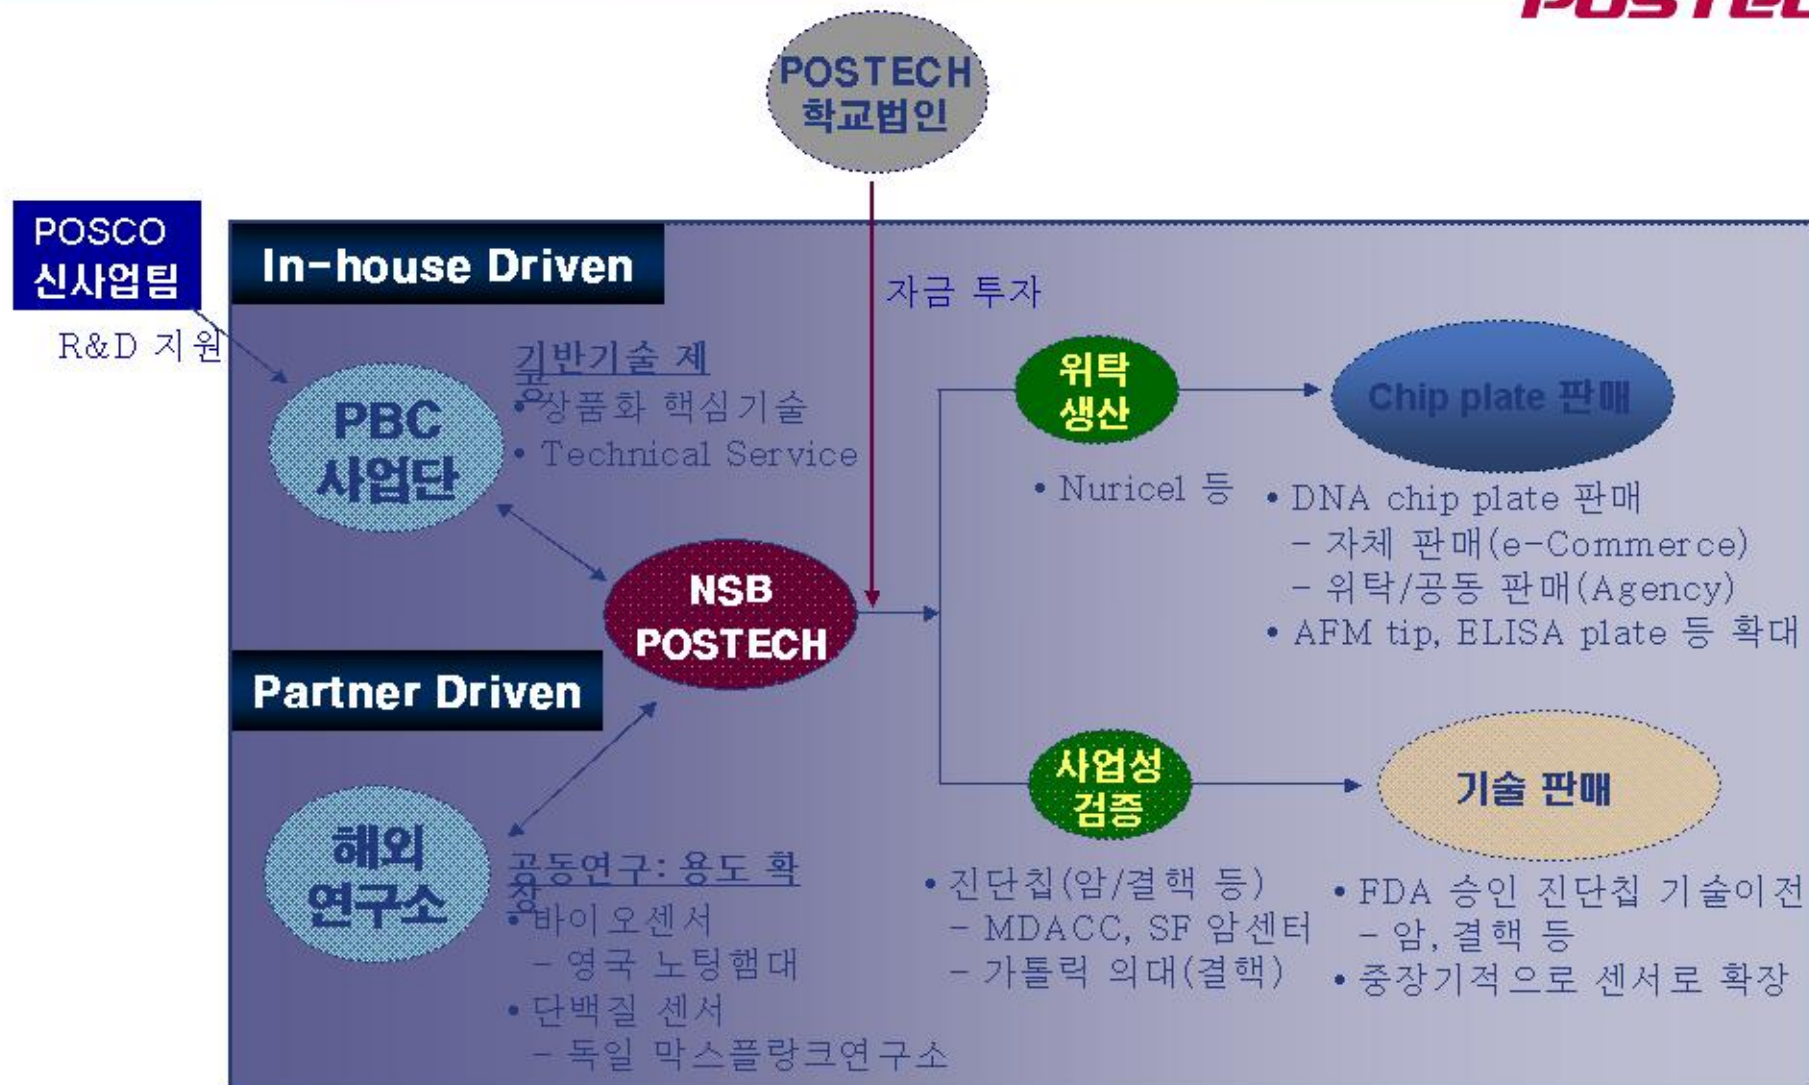 POSTECH
학교법인
POSCO
신사업팀
R&D 지원
In-house Driven
자금 투자
PBC
사업단
기반기술 제
공
• 상품화 핵심기술
• Technical Service
위탁
생산
• Nuricel 등
Chip plate 판매
• DNA chip plate 판매
- 자체 판매(e-Commerce)
- 위탁/공동 판매(Agency)
• AFM tip, ELISA plate 등 확대
NSB
POSTECH
Partner Driven
해외
연구소
공동연구: 용도 확
장
• 바이오센서
- 영국 노팅햄대
• 단백질 센서
- 독일 막스플랑크연구소
사업성
검증
• 진단칩(암/결핵 등)
- MDACC, SF 암센터
- 가톨릭 의대(결핵)
기술 판매
• FDA 승인 진단칩 기술이전
- 암, 결핵 등
• 중장기적으로 센서로 확장